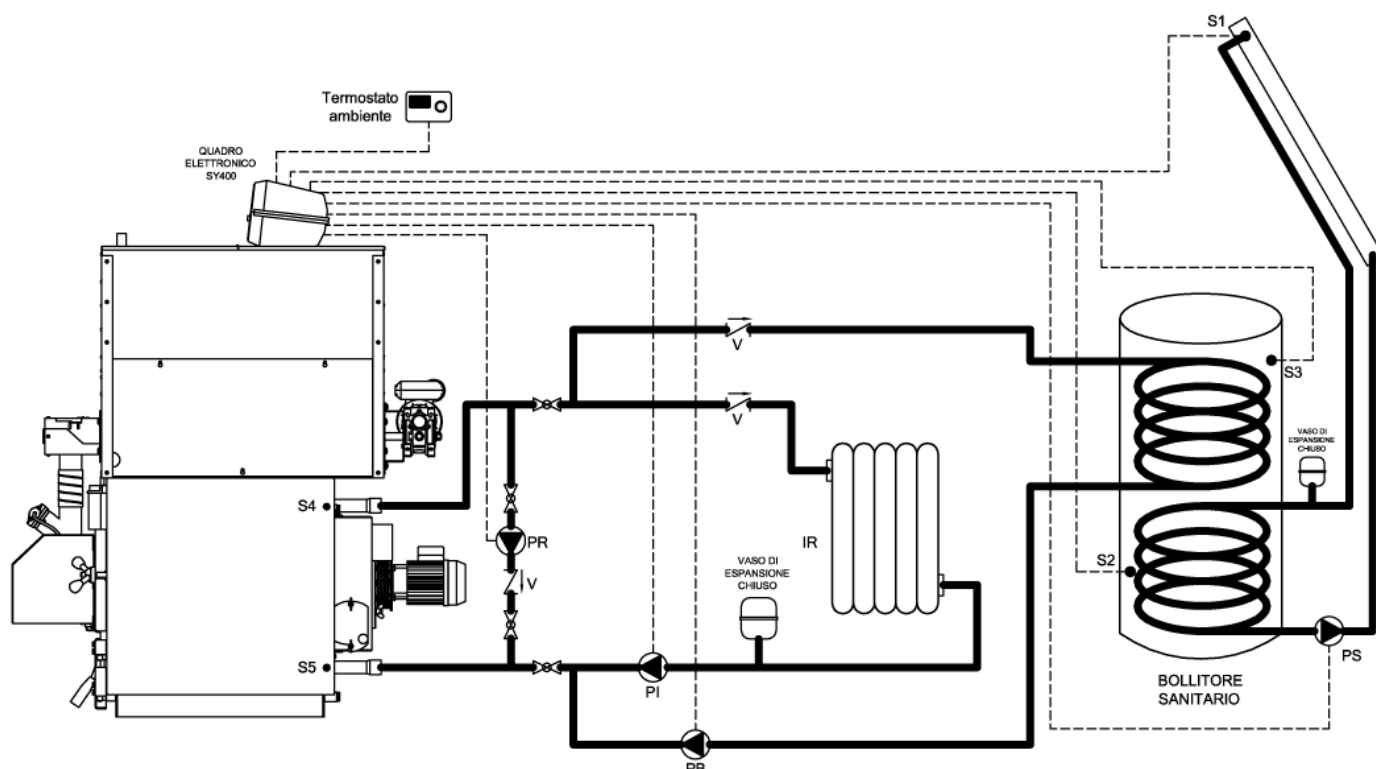 S1
Termostato
ambiente
QUADRO
ELETTRONICO
SY400
V
V
S3
VASO DI
ESPANSIONE
CHIUSO
S4
PR
IR
VASO DI
ESPANSIONE
CHIUSO
S2
V
S5
PI
PS
BOLLITORE
SANITARIO
PB